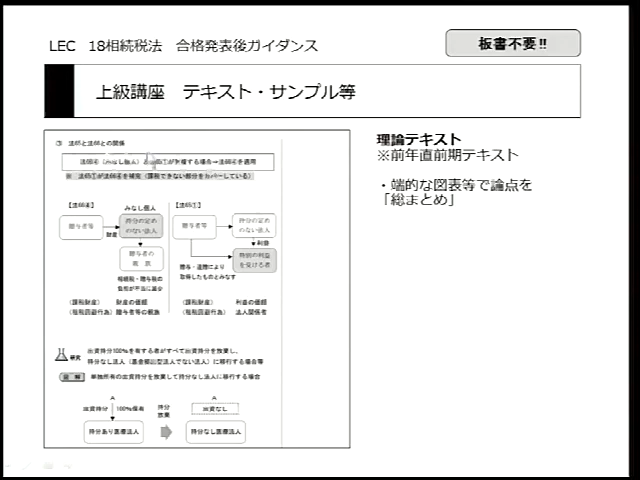 LEC 18相続税法 合格発表後ガイダンス
板書不要!!
上級講座 テキスト・サンプル等
理論テキスト
※前年直前期テキスト
・端的な図表等で論点を
「総まとめ」
③ 法65と法66との関係
※ 法65①が法66④を補完（課税できない部分をカバーしている）
【法66④】
みなし個人
贈与者等
財産
持分の定め
のない法人
贈与者の
親族
相続税・贈与税の
負担が不当に減少
（課税財産） 財産の価額
（租税回避行為）贈与者等の親族
【法65①】
贈与者等
持分の定め
のない法人
利益
特別の利益
を受ける者
贈与・遺贈により
取得したものとみなす
（課税財産） 利益の価額
（租税回避行為） 法人関係者
研究
出資持分100%を有する者がすべて出資持分を放棄し、
持分なし法人（基金拠出型法人でない法人）に移行する場合等
図解
単独所有の出資持分を放棄して持分なし法人に移行する場合
A
出資持分 100%保有
持分あり医療法人
持分
放棄
A
出資なし
持分なし医療法人